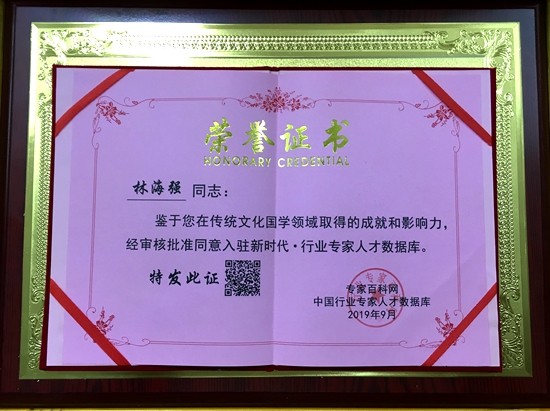 荣誉证书
HONORARY CREDENTIAL
林海强 同志：
鉴于您在传统文化国学领域取得的成就和影响力，
经审核批准同意入驻新时代·行业专家人才数据库。
特发此证
专家百科网
中国行业专家人才数据库
2019年9月